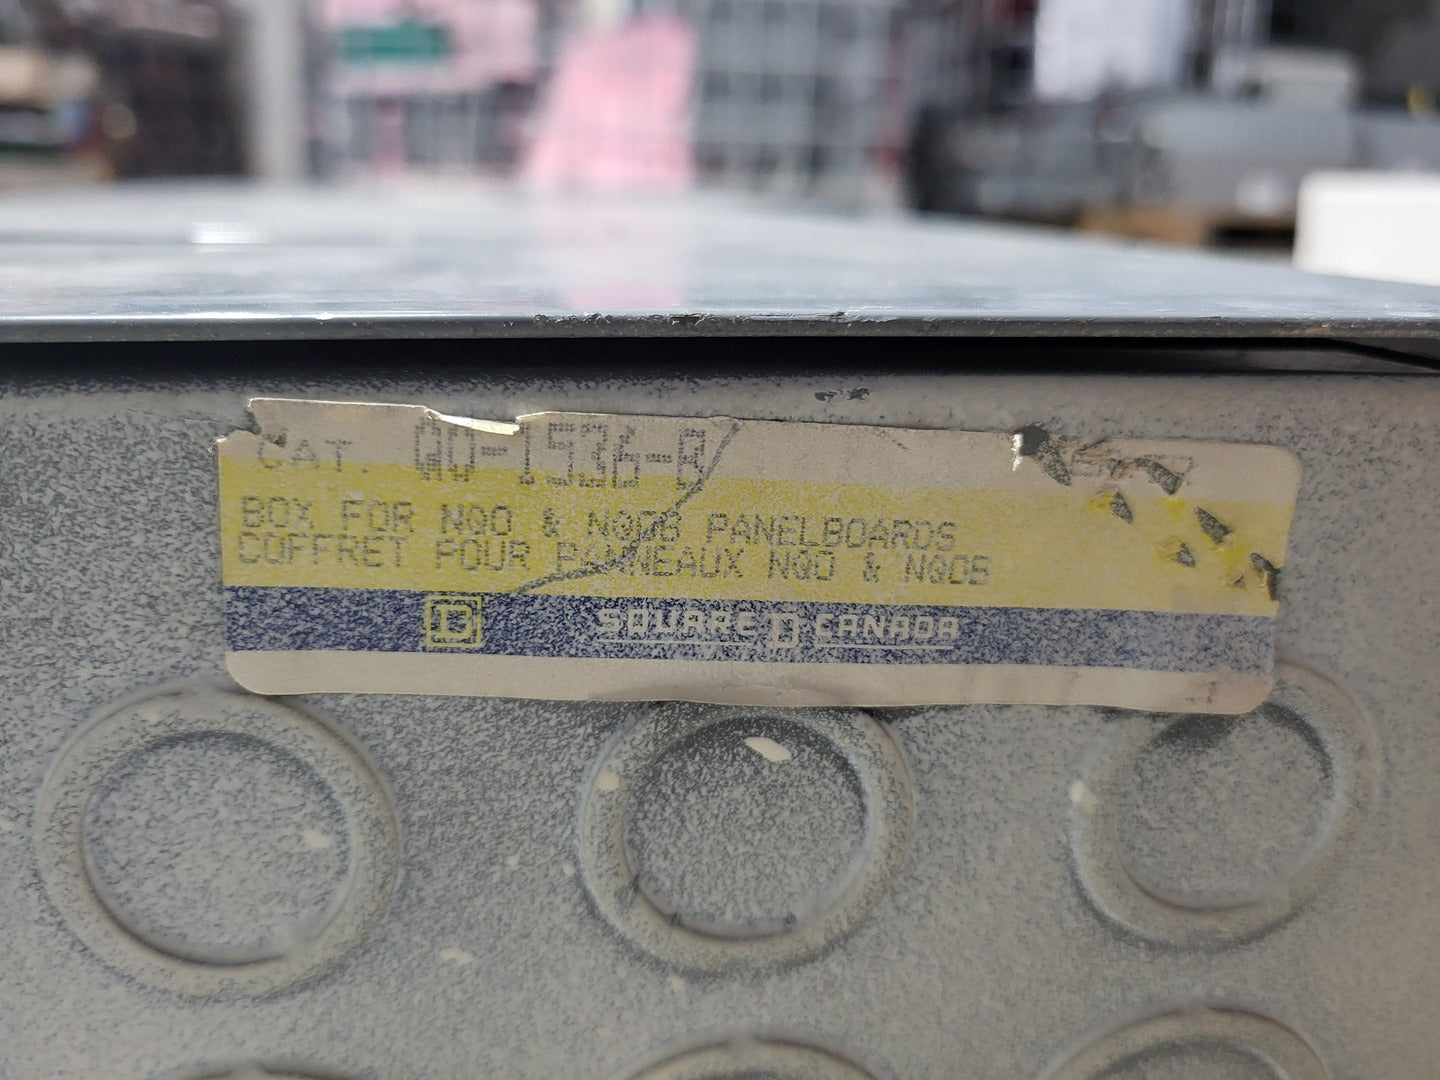 CAT. QO-1536-B
BOX FOR NQO & NQOB PANELBOARDS
COFFRET POUR PANNEAUX NQO & NQOB
D SQUARE D CANADA